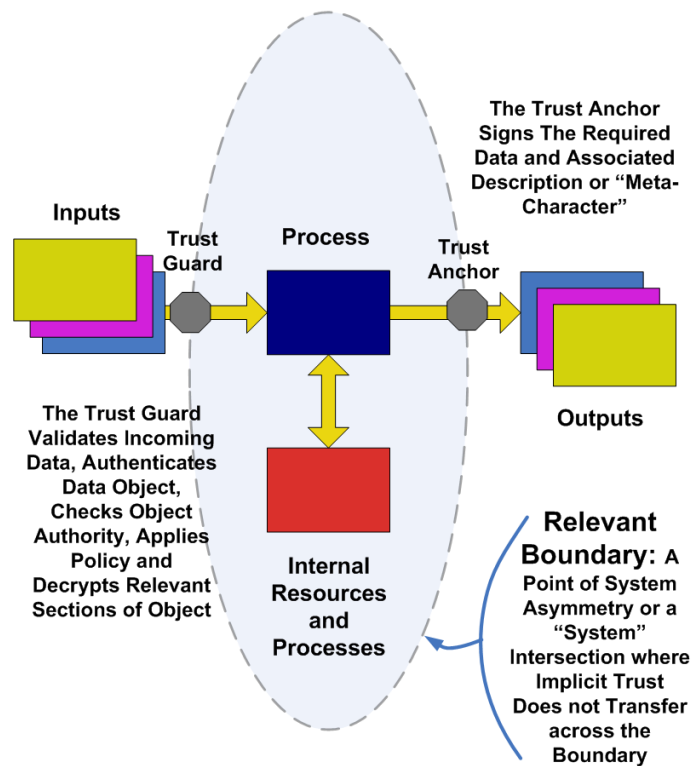 The Trust Anchor
Signs The Required
Data and Associated
Description or “Meta-
Character”
Inputs
Trust
Guard
Process
Trust
Anchor
Outputs
The Trust Guard
Validates Incoming
Data, Authenticates
Data Object,
Checks Object
Authority, Applies
Policy and
Decrypts Relevant
Sections of Object
Internal
Resources
and
Processes
Relevant
Boundary: A
Point of System
Asymmetry or a
“System”
Intersection where
Implicit Trust
Does not Transfer
across the
Boundary